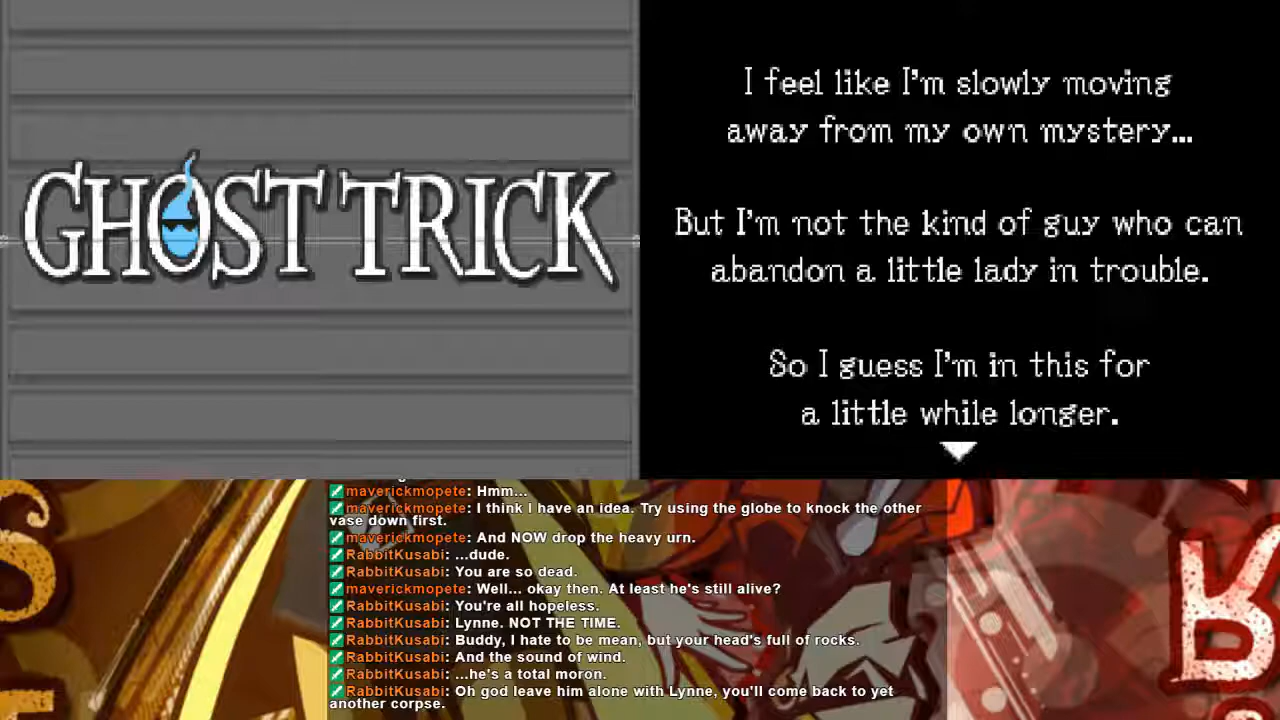 GHOST TRICK
I feel like I'm slowly moving
away from my own mystery...
But I'm not the kind of guy who can
abandon a little lady in trouble.
So I guess I'm in this for
a little while longer.
maverickmopete: Hmm...
maverickmopete: I think I have an idea. Try using the globe to knock the other
vase down first.
maverickmopete: And NOW drop the heavy urn.
RabbitKusabi: ...dude.
RabbitKusabi: You are so dead.
maverickmopete: Well... okay then. At least he's still alive?
RabbitKusabi: You're all hopeless.
RabbitKusabi: Lynne. NOT THE TIME.
RabbitKusabi: Buddy, I hate to be mean, but your head's full of rocks.
RabbitKusabi: And the sound of wind.
RabbitKusabi: ...he's a total moron.
RabbitKusabi: Oh god leave him alone with Lynne, you'll come back to yet
another corpse.